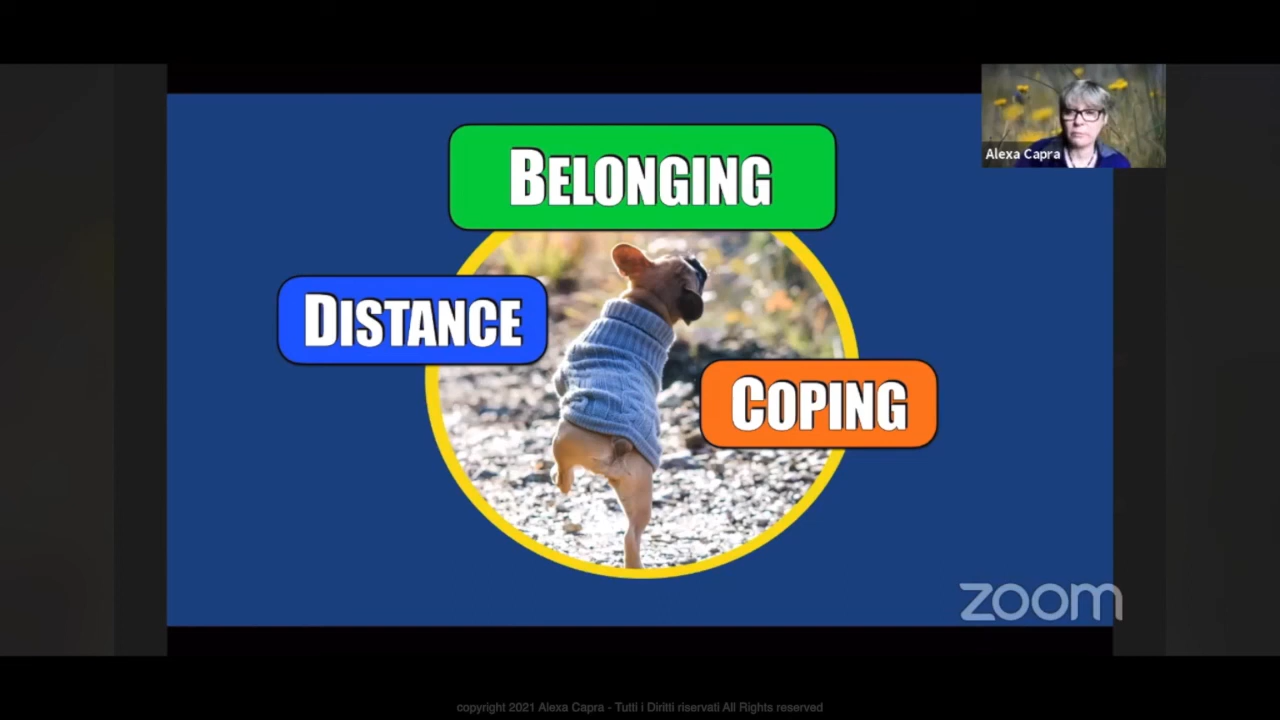 BELONGING
Alexa Capra
DISTANCE
COPING
zoom
copyright 2021 Alexa Capra - Tutti i Diritti riservati All Rights reserved